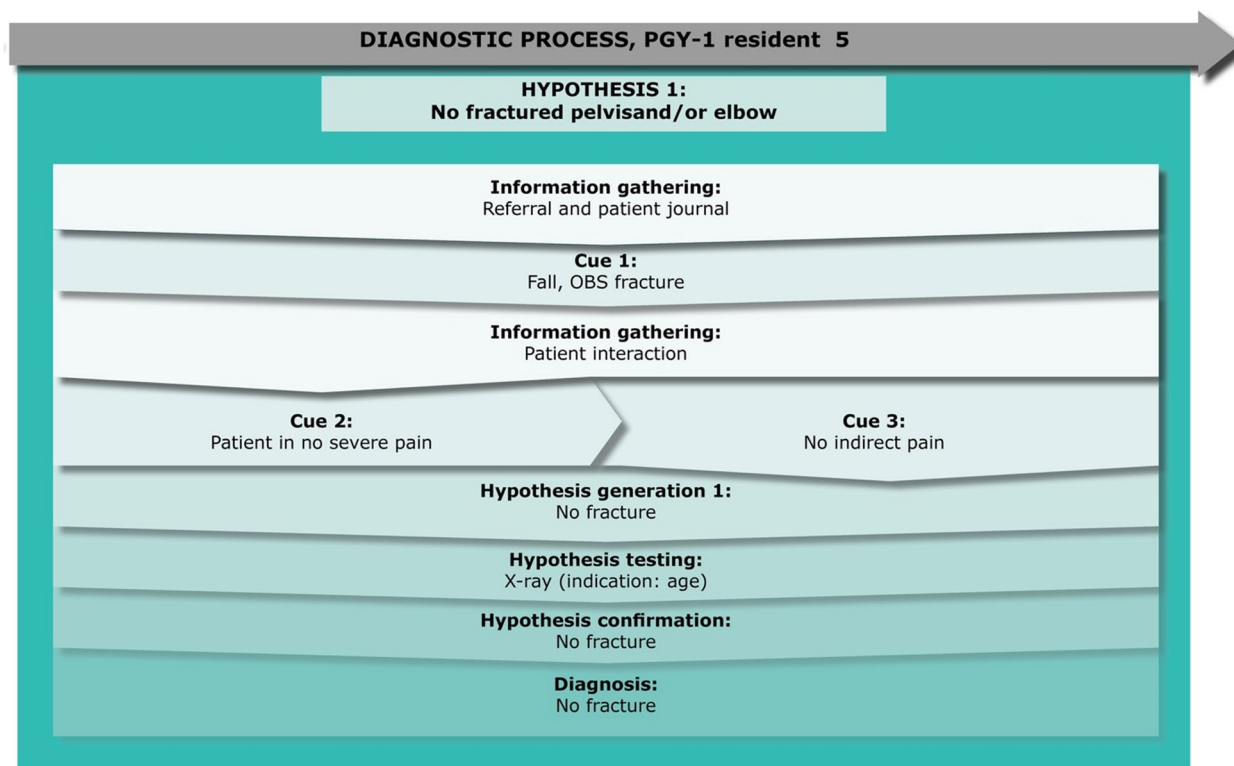 DIAGNOSTIC PROCESS, PGY-1 resident 5
HYPOTHESIS 1:
No fractured pelvisand/or elbow
Information gathering:
Referral and patient journal
Cue 1:
Fall, OBS fracture
Information gathering:
Patient interaction
Cue 2:
Patient in no severe pain
Cue 3:
No indirect pain
Hypothesis generation 1:
No fracture
Hypothesis testing:
X-ray (indication: age)
Hypothesis confirmation:
No fracture
Diagnosis:
No fracture